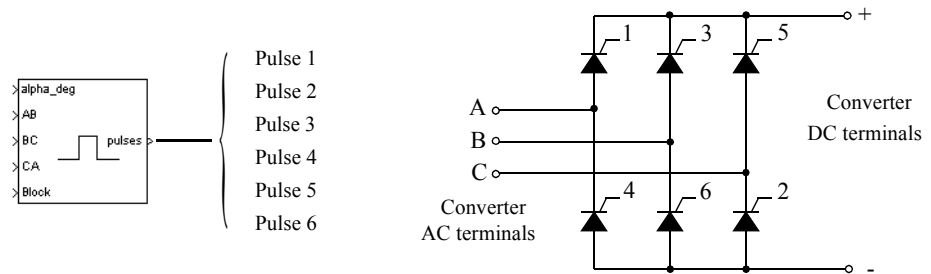 alpha_deg
AB
BC
CA
Block
pulses
Pulse 1
Pulse 2
Pulse 3
Pulse 4
Pulse 5
Pulse 6
1
3
5
+
A
B
C
Converter
DC terminals
4
6
2
Converter
AC terminals
-